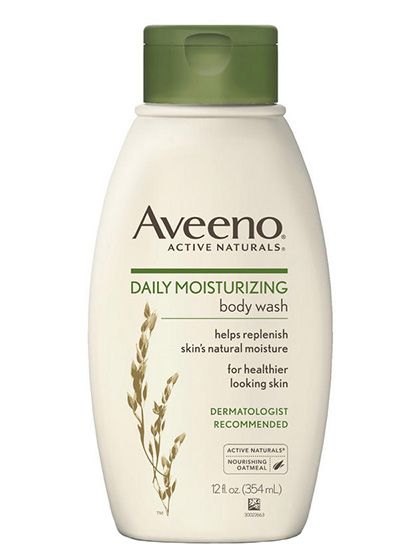 Aveeno®
ACTIVE NATURALS®
DAILY MOISTURIZING
body wash
helps replenish
skin's natural moisture
for healthier
looking skin
DERMATOLOGIST
RECOMMENDED
ACTIVE NATURALS®
NOURISHING
OATMEAL
12 fl. oz. (354 mL)
™